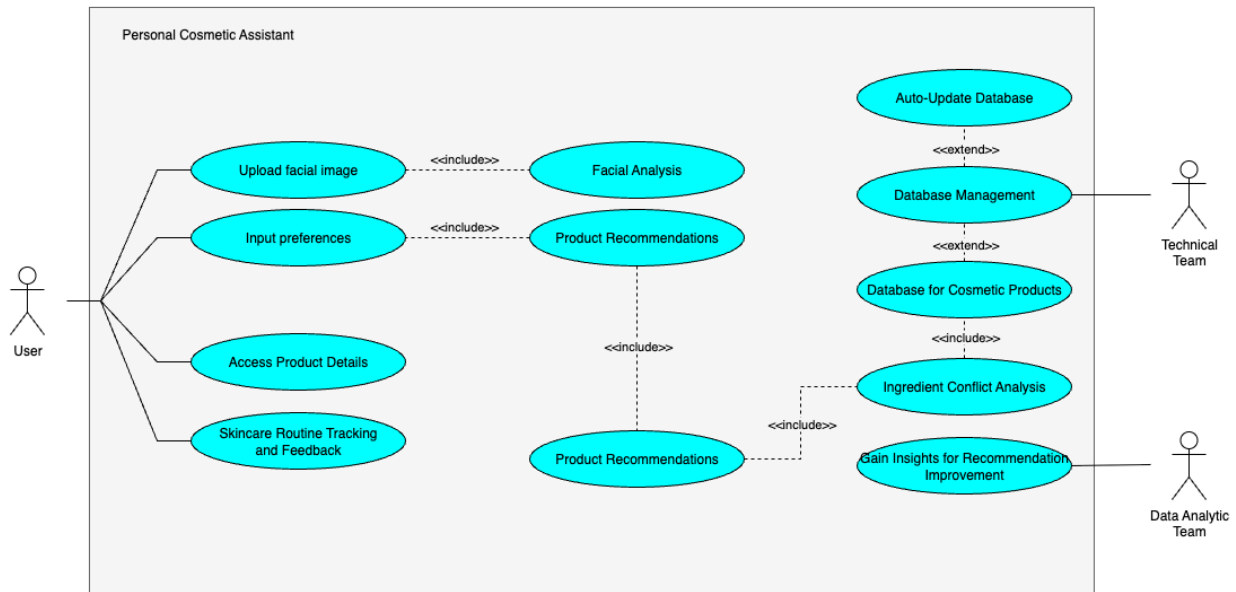 Personal Cosmetic Assistant
Auto-Update Database
<<extend>>
Upload facial image
<<include>>
Facial Analysis
Database Management
Technical
Team
Input preferences
<<include>>
Product Recommendations
<<extend>>
Database for Cosmetic Products
User
<<include>>
<<include>>
Access Product Details
Ingredient Conflict Analysis
<<include>>
Skincare Routine Tracking
and Feedback
Product Recommendations
Gain Insights for Recommendation
Improvement
Data Analytic
Team